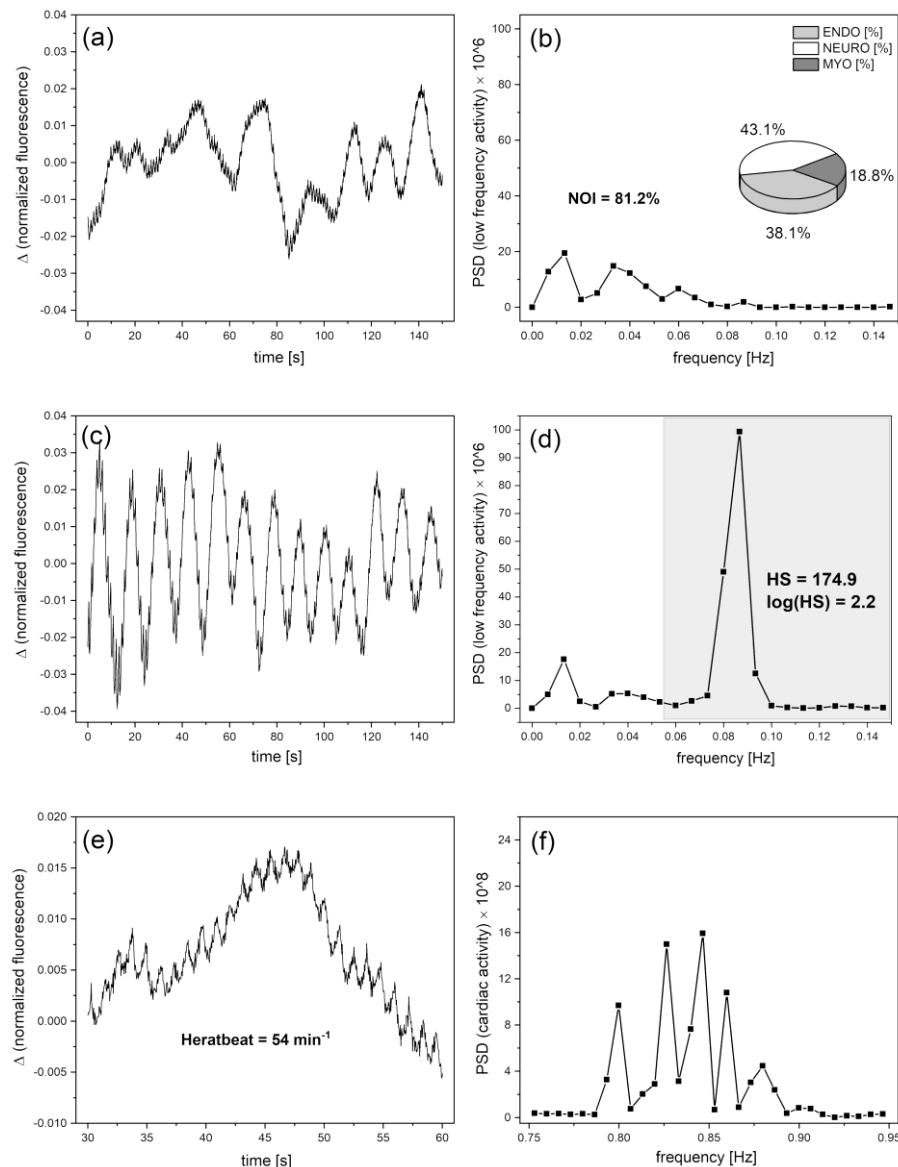 (a)
Δ (normalized fluorescence)
0.04
0.03
0.02
0.01
0.00
-0.01
-0.02
-0.03
-0.04
0 20 40 60 80 100 120 140
time [s]
(b)
ENDO [%]
NEURO [%]
MYO [%]
43.1%
18.8%
38.1%
NOI = 81.2%
PSD (low frequency activity) × 10^6
100
80
60
40
20
0
0.00 0.02 0.04 0.06 0.08 0.10 0.12 0.14
frequency [Hz]
(c)
Δ (normalized fluorescence)
0.04
0.03
0.02
0.01
0.00
-0.01
-0.02
-0.03
-0.04
0 20 40 60 80 100 120 140
time [s]
(d)
PSD (low frequency activity) × 10^6
100
90
80
70
60
50
40
30
20
10
0
HS = 174.9
log(HS) = 2.2
0.00 0.02 0.04 0.06 0.08 0.10 0.12 0.14
frequency [Hz]
(e)
Δ (normalized fluorescence)
0.020
0.015
0.010
0.005
0.000
-0.005
-0.010
Heratbeat = 54 min⁻¹
30 35 40 45 50 55 60
time [s]
(f)
PSD (cardiac activity) × 10^8
24
20
16
12
8
4
0
0.75 0.80 0.85 0.90 0.95
frequency [Hz]